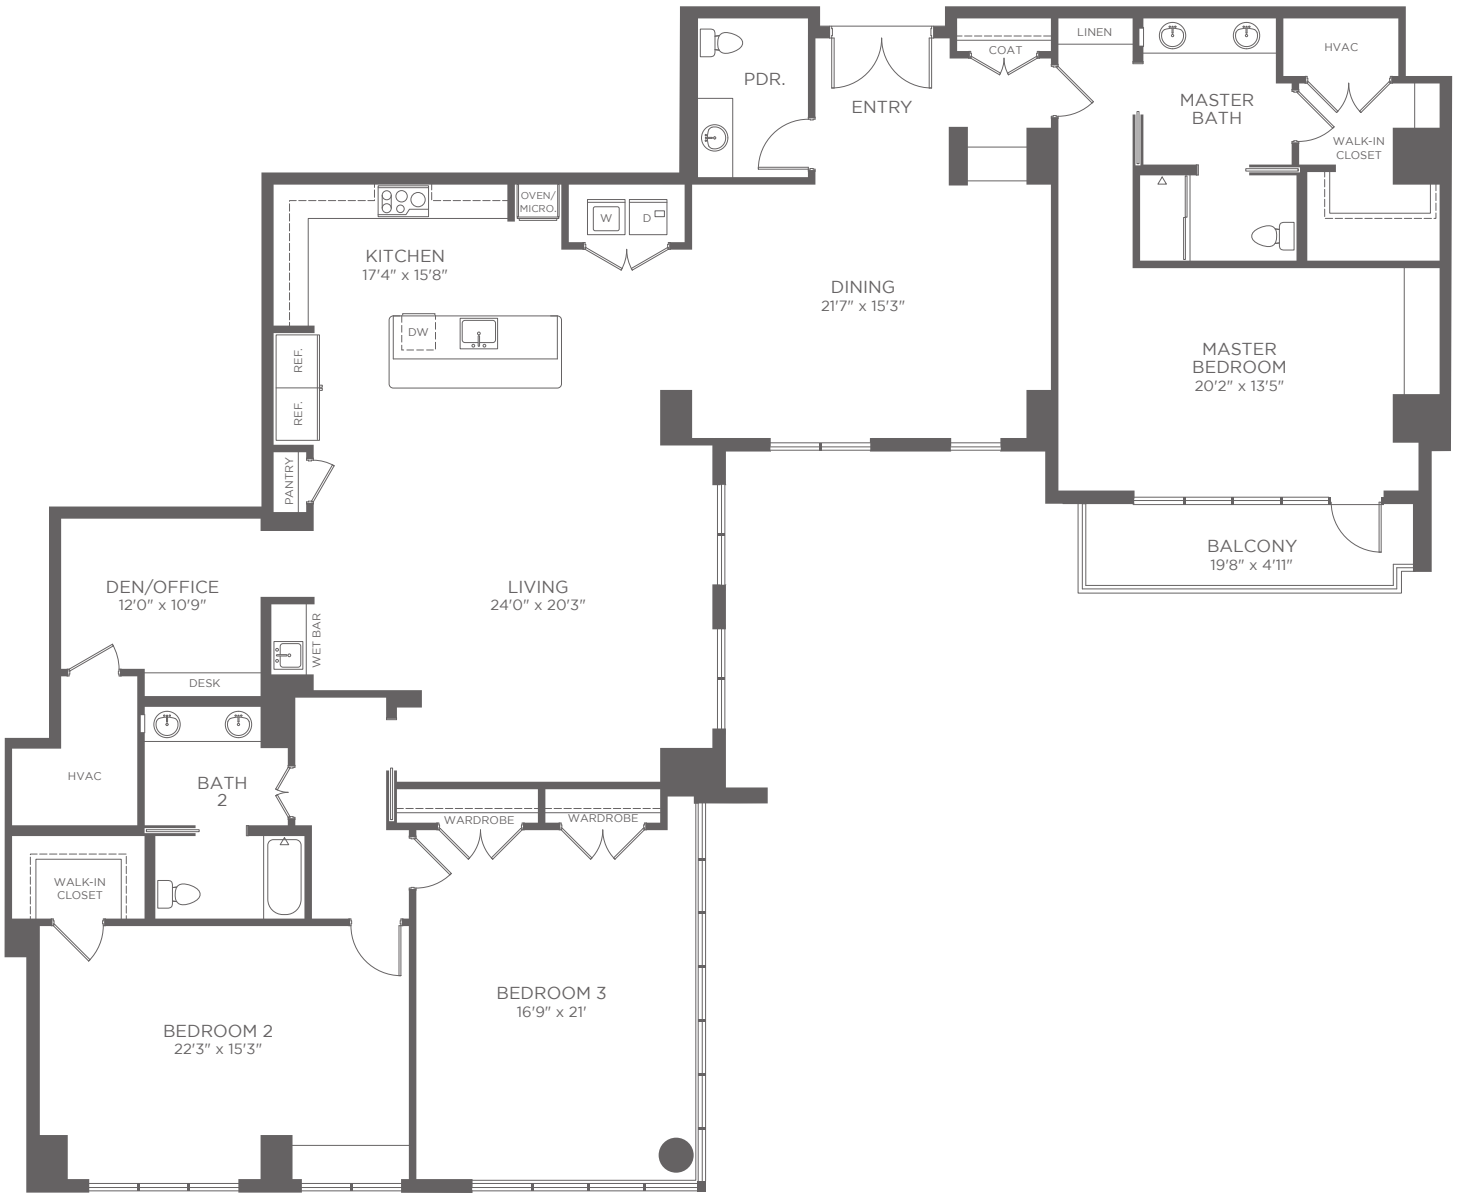 LINEN
COAT
HVAC
PDR.
ENTRY
MASTER
BATH
WALK-IN
CLOSET
OVEN/
MICRO.
W
D
KITCHEN
17'4" x 15'8"
DINING
21'7" x 15'3"
DW
REF.
REF.
MASTER
BEDROOM
20'2" x 13'5"
PANTRY
BALCONY
19'8" x 4'11"
DEN/OFFICE
12'0" x 10'9"
LIVING
24'0" x 20'3"
WET BAR
DESK
HVAC
BATH
2
WARDROBE
WARDROBE
WALK-IN
CLOSET
BEDROOM 3
16'9" x 21'
BEDROOM 2
22'3" x 15'3"